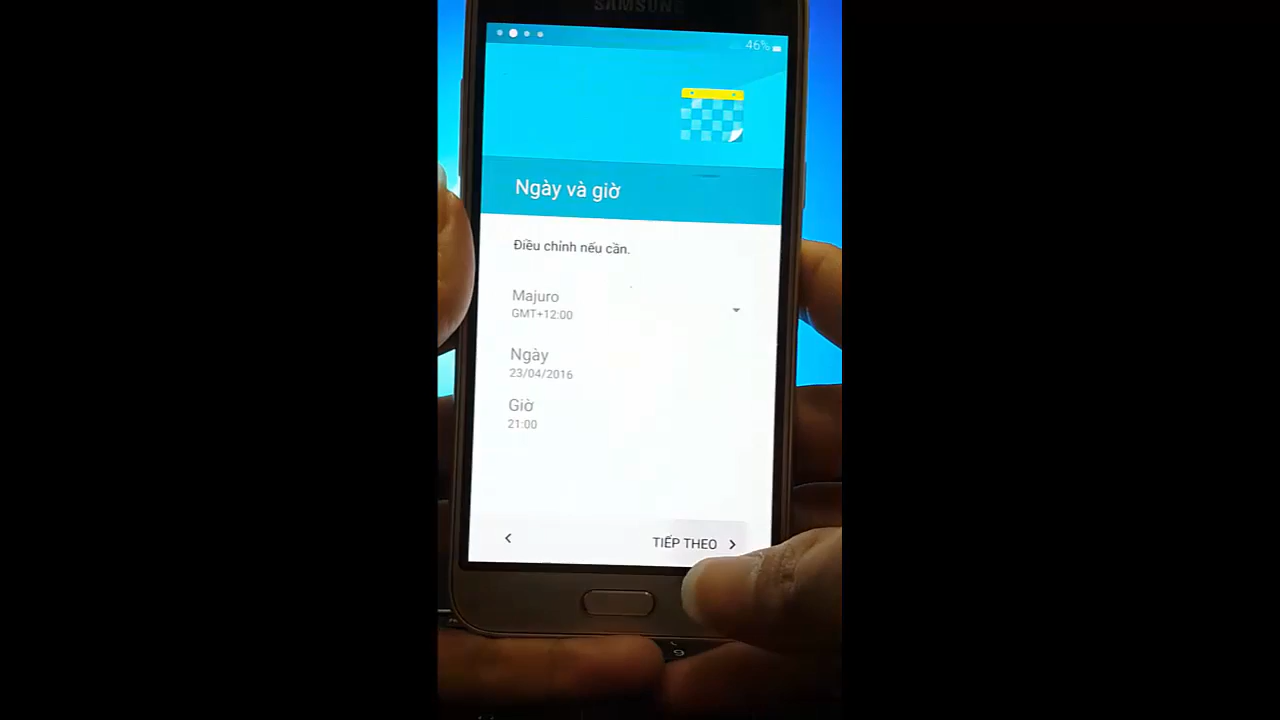 SAMSUNG
46%
Ngày và giờ
Điều chỉnh nếu cần.
Majuro
GMT+12:00
Ngày
23/04/2016
Giờ
21:00
TIẾP THEO